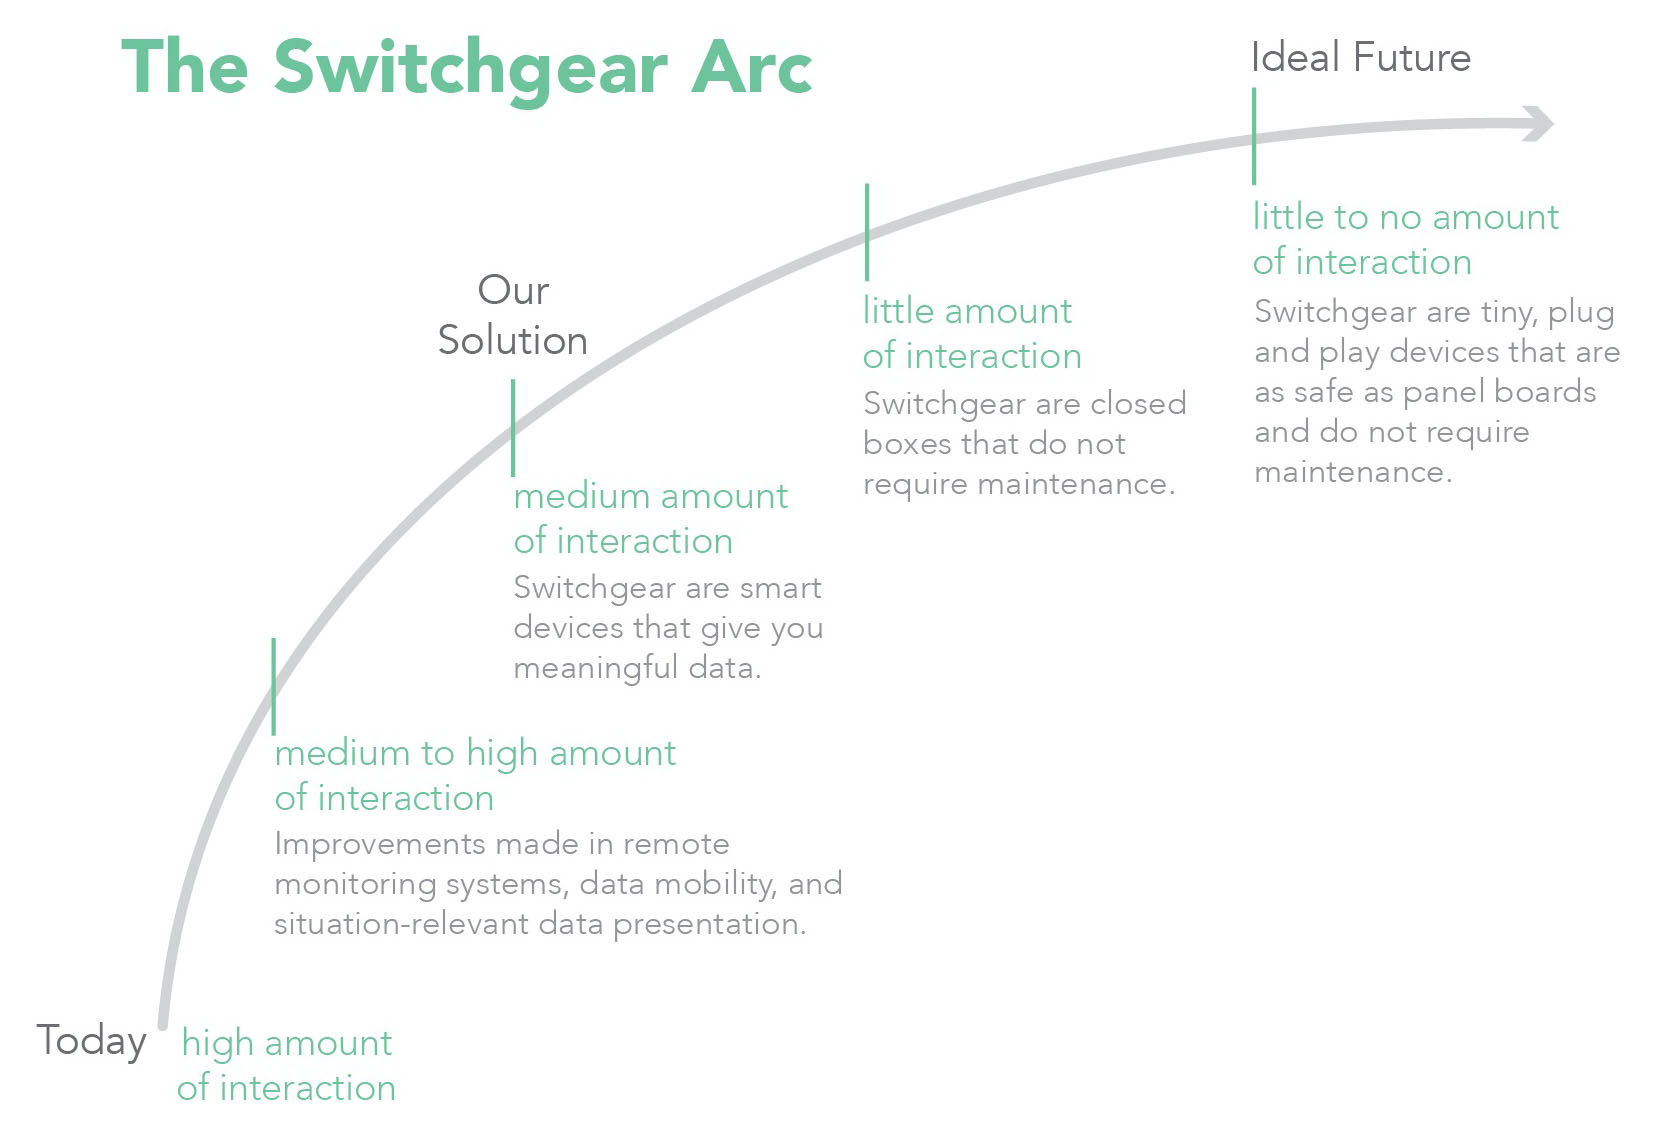 The Switchgear Arc
Ideal Future
little to no amount
of interaction
Switchgear are tiny, plug
and play devices that are
as safe as panel boards
and do not require
maintenance.
little amount
of interaction
Switchgear are closed
boxes that do not
require maintenance.
Our
Solution
medium amount
of interaction
Switchgear are smart
devices that give you
meaningful data.
medium to high amount
of interaction
Improvements made in remote
monitoring systems, data mobility, and
situation-relevant data presentation.
Today
high amount
of interaction